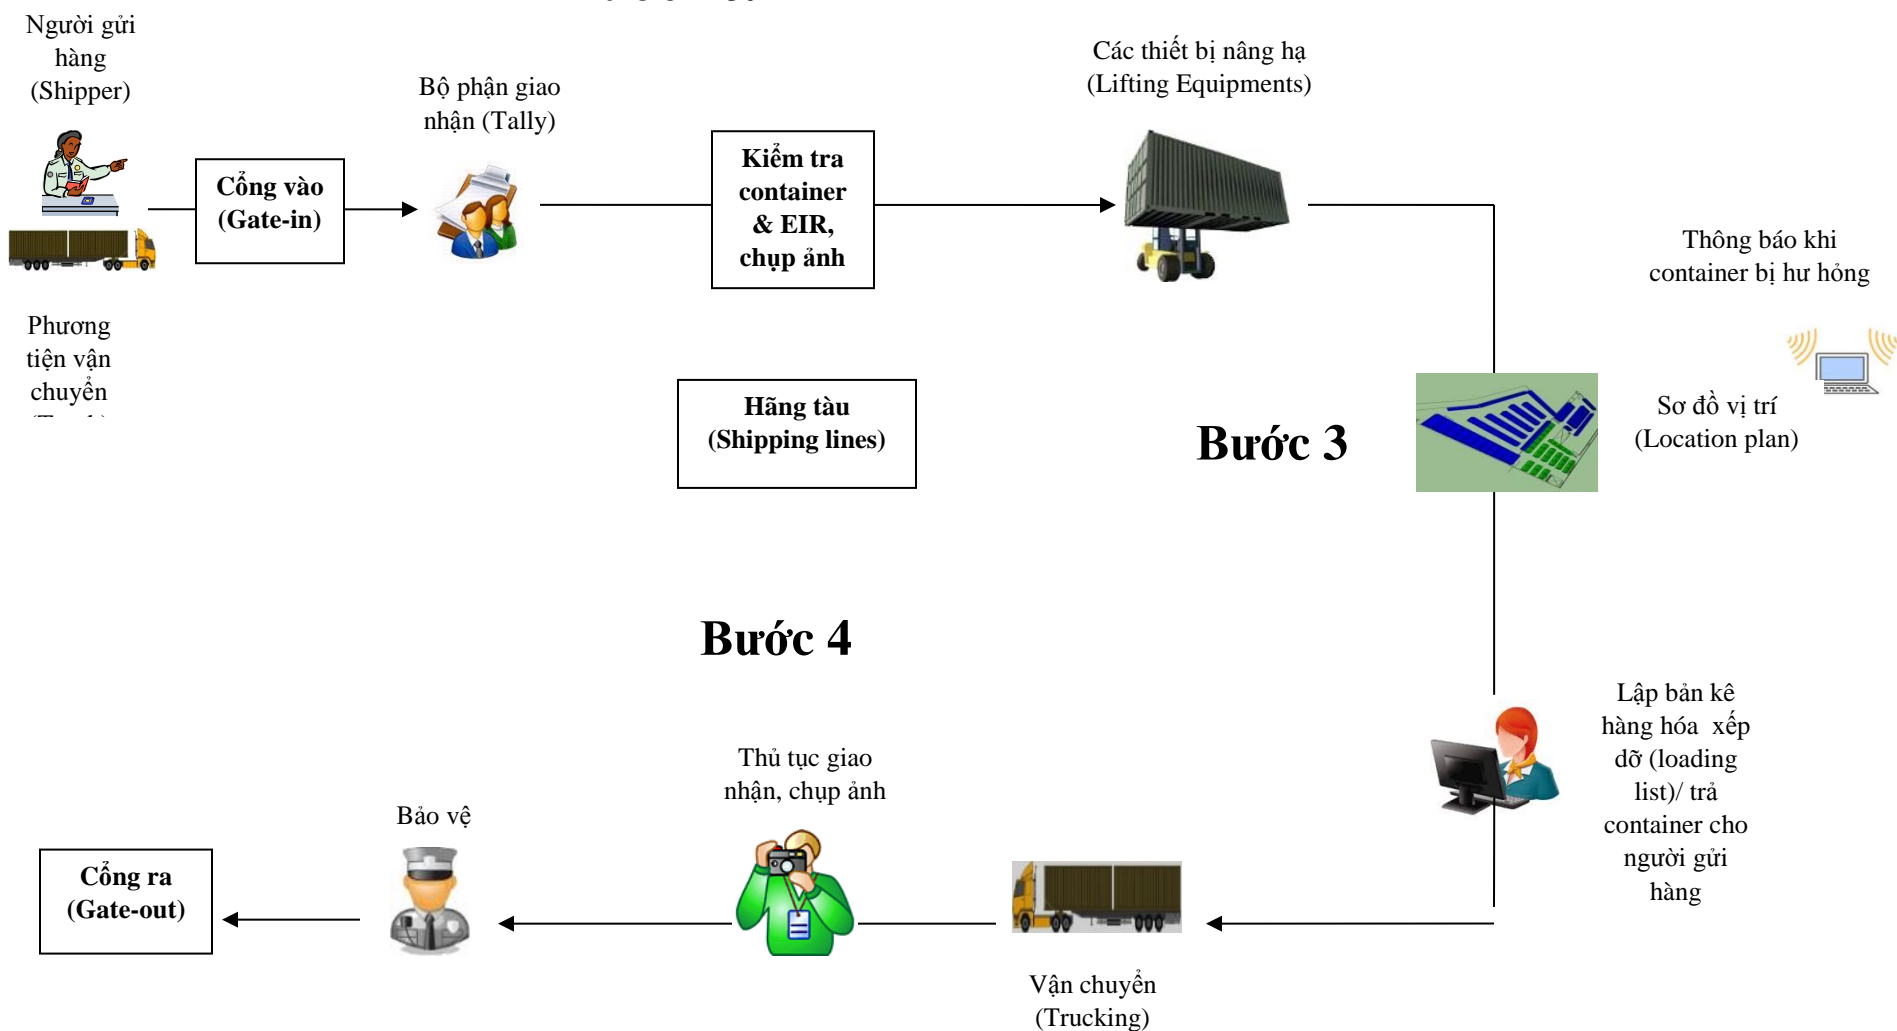 Người gửi
hàng
(Shipper)
Bộ phận giao
nhận (Tally)
Các thiết bị nâng hạ
(Lifting Equipments)
Cổng vào
(Gate-in)
Kiểm tra
container
& EIR,
chụp ảnh
Thông báo khi
container bị hư hỏng
Phương
tiện vận
chuyển
Hãng tàu
(Shipping lines)
Bước 3
Sơ đồ vị trí
(Location plan)
Bước 4
Lập bản kê
hàng hóa xếp
dỡ (loading
list)/ trả
container cho
người gửi
hàng
Thủ tục giao
nhận, chụp ảnh
Bảo vệ
Cổng ra
(Gate-out)
Vận chuyển
(Trucking)